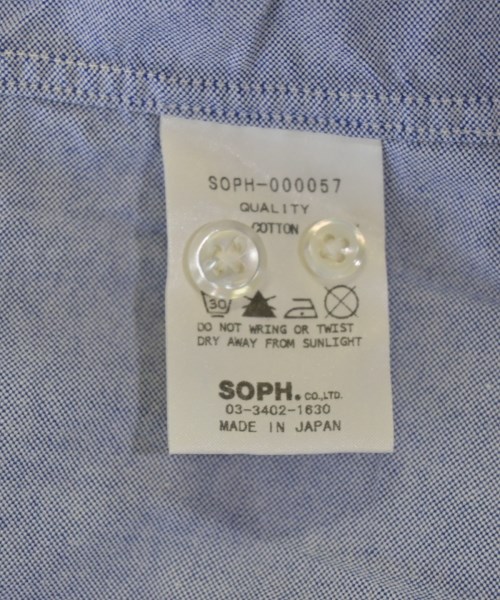 SOPH-000057
QUALITY
COTTON
30
DO NOT WRING OR TWIST
DRY AWAY FROM SUNLIGHT
SOPH. CO.,LTD.
03-3402-1630
MADE IN JAPAN